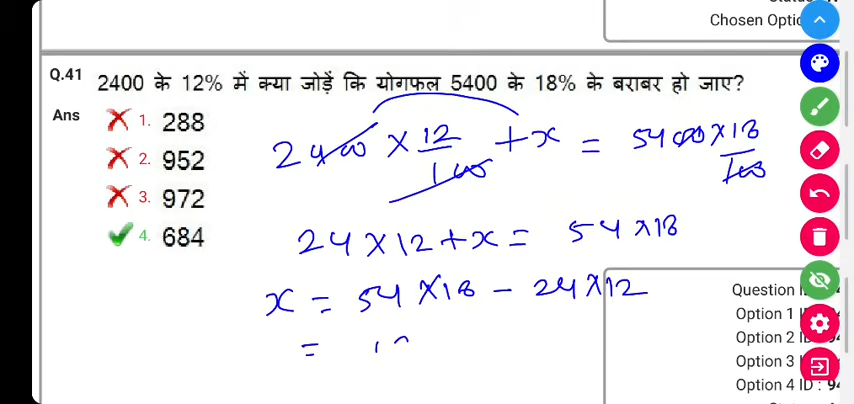 Chosen Optic
Q.41 2400 के 12% में क्या जोड़ें कि योगफल 5400 के 18% के बराबर हो जाए?
Ans
1. 288
2. 952
3. 972
4. 684
2400 × 12/100 + x = 5400 × 18/100
24 × 12 + x = 54 × 18
x = 54 × 18 - 24 × 12
=
Question I
Option 1 I
Option 2 ID
Option 3
Option 4 ID : 94